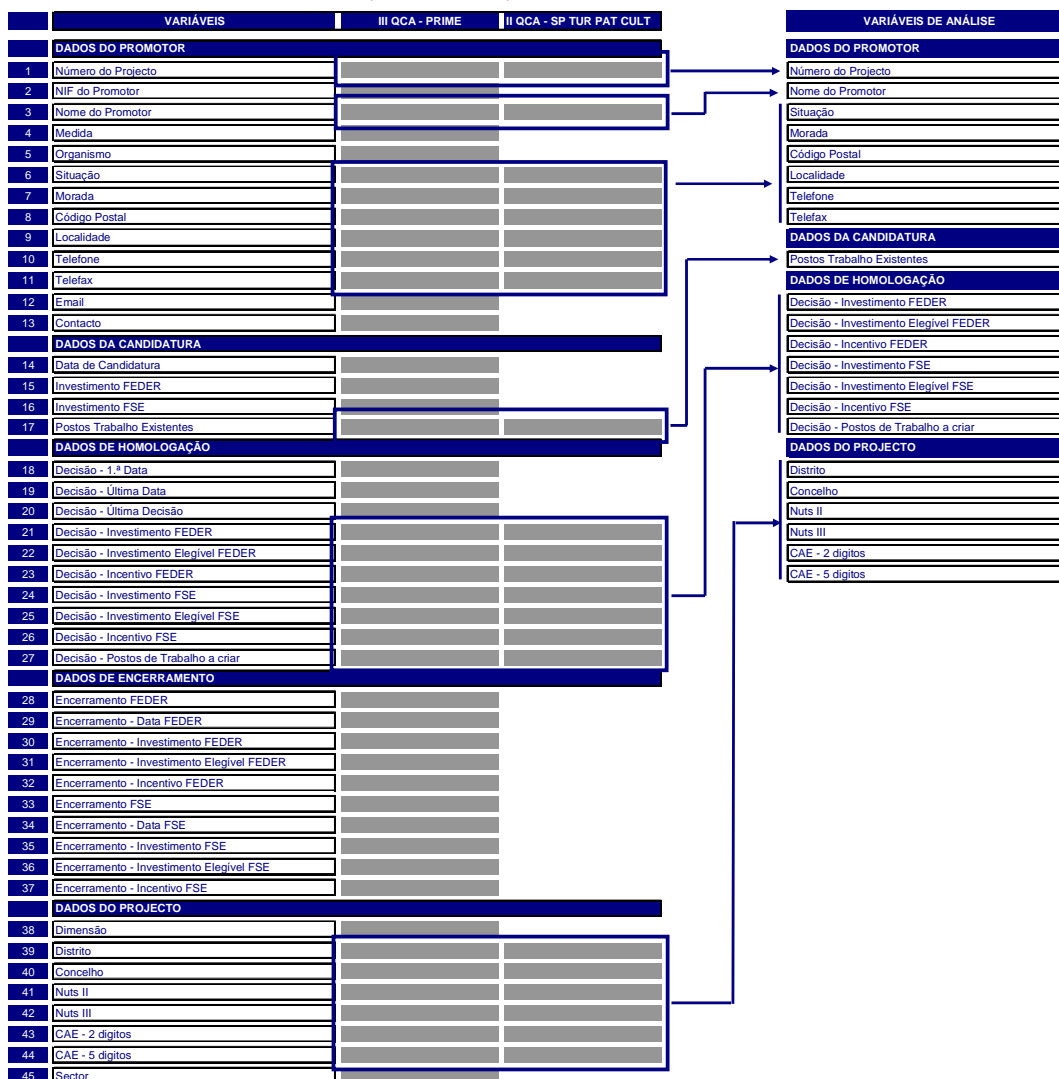 VARIÁVEIS III QCA - PRIME II QCA - SP TUR PAT CULT
DADOS DO PROMOTOR
1 Número do Projecto
2 NIF do Promotor
3 Nome do Promotor
4 Medida
5 Organismo
6 Situação
7 Morada
8 Código Postal
9 Localidade
10 Telefone
11 Telefax
12 Email
13 Contacto
DADOS DA CANDIDATURA
14 Data de Candidatura
15 Investimento FEDER
16 Investimento FSE
17 Postos Trabalho Existentes
DADOS DE HOMOLOGAÇÃO
18 Decisão - 1.ª Data
19 Decisão - Última Data
20 Decisão - Última Decisão
21 Decisão - Investimento FEDER
22 Decisão - Investimento Elegível FEDER
23 Decisão - Incentivo FEDER
24 Decisão - Investimento FSE
25 Decisão - Investimento Elegível FSE
26 Decisão - Incentivo FSE
27 Decisão - Postos de Trabalho a criar
DADOS DE ENCERRAMENTO
28 Encerramento FEDER
29 Encerramento - Data FEDER
30 Encerramento - Investimento FEDER
31 Encerramento - Investimento Elegível FEDER
32 Encerramento - Incentivo FEDER
33 Encerramento FSE
34 Encerramento - Data FSE
35 Encerramento - Investimento FSE
36 Encerramento - Investimento Elegível FSE
37 Encerramento - Incentivo FSE
DADOS DO PROJECTO
38 Dimensão
39 Distrito
40 Concelho
41 Nuts II
42 Nuts III
43 CAE - 2 digitos
44 CAE - 5 digitos
45 Sector
VARIÁVEIS DE ANÁLISE
DADOS DO PROMOTOR
Número do Projecto
Nome do Promotor
Situação
Morada
Código Postal
Localidade
Telefone
Telefax
DADOS DA CANDIDATURA
Postos Trabalho Existentes
DADOS DE HOMOLOGAÇÃO
Decisão - Investimento FEDER
Decisão - Investimento Elegível FEDER
Decisão - Incentivo FEDER
Decisão - Investimento FSE
Decisão - Investimento Elegível FSE
Decisão - Incentivo FSE
Decisão - Postos de Trabalho a criar
DADOS DO PROJECTO
Distrito
Concelho
Nuts II
Nuts III
CAE - 2 digitos
CAE - 5 digitos